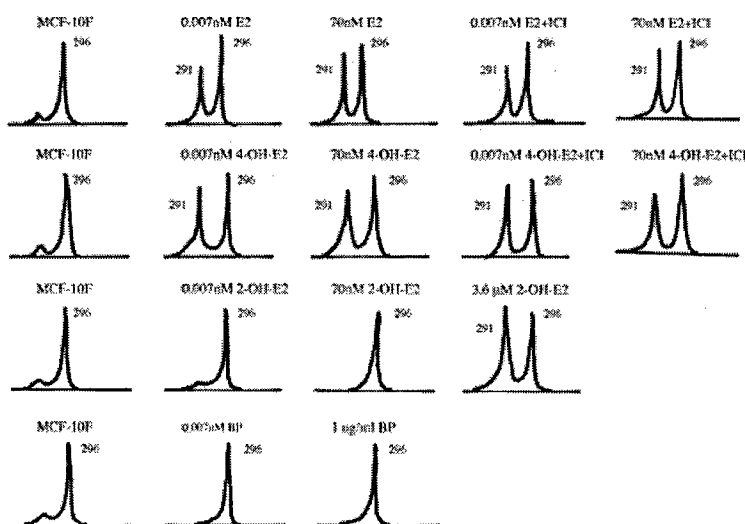 MCF-10F 0.007nM E2 70nM E2 0.007nM E2+ICI 70nM E2+ICI
296 296 296 296 296
291 291 291 291
MCF-10F 0.007nM 4-OH-E2 70nM 4-OH-E2 0.007nM 4-OH-E2+ICI 70nM 4-OH-E2+ICI
296 296 296 296 296
291 291 291 291
MCF-10F 0.007nM 2-OH-E2 70nM 2-OH-E2 3.6 µM 2-OH-E2
296 296 296 291 296
MCF-10F 0.007nM BP 1 ug/ml BP
296 296 296